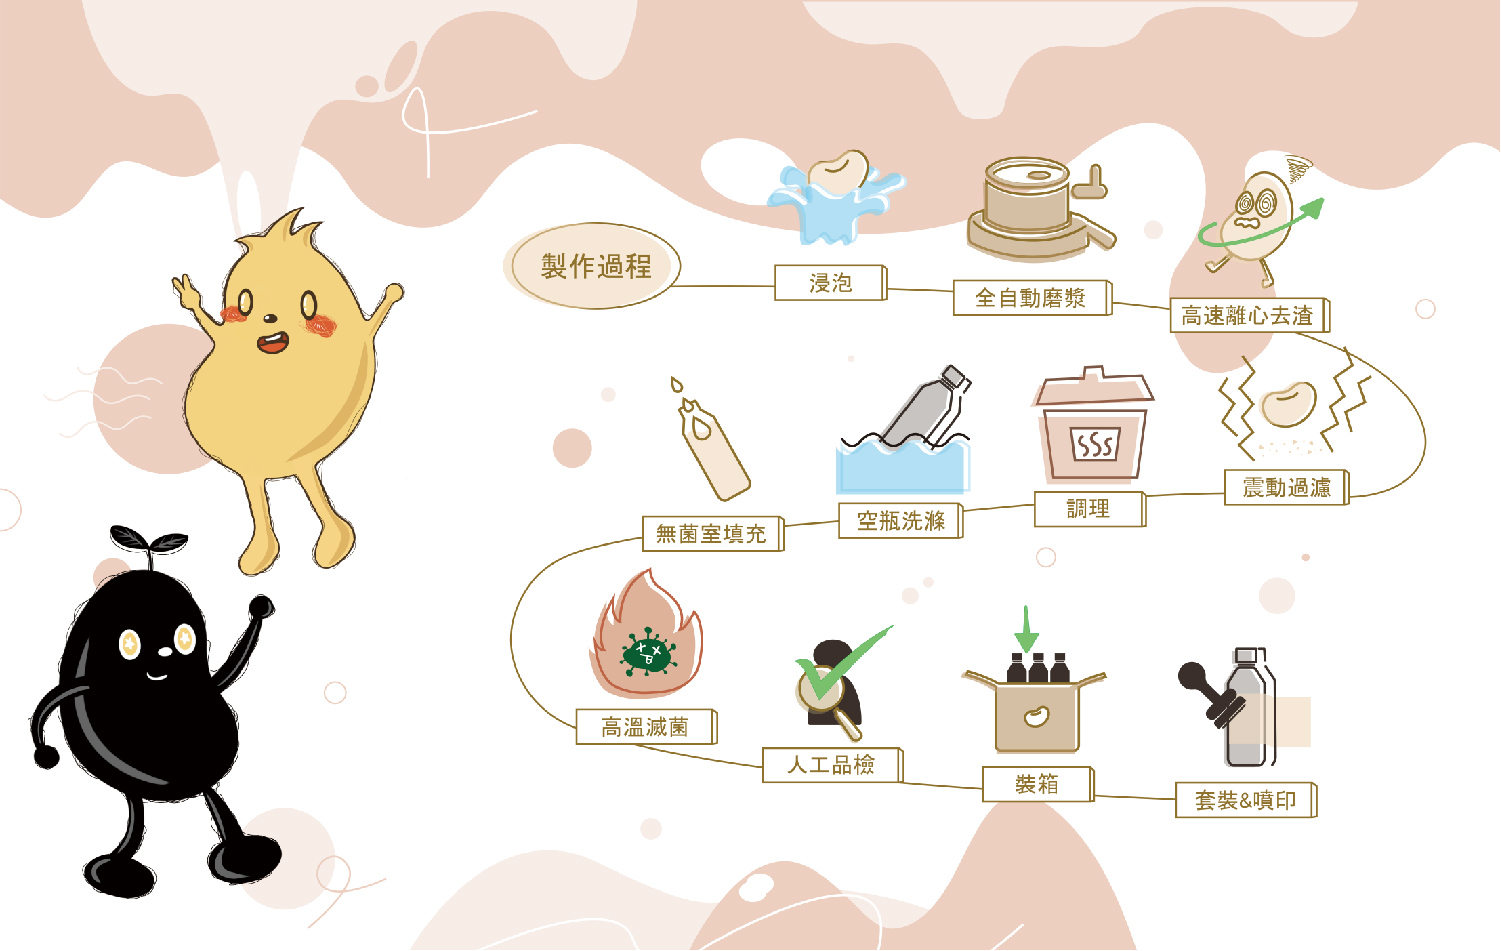 製作過程
浸泡
全自動磨漿
高速離心去渣
震動過濾
調理
空瓶洗滌
無菌室填充
高溫滅菌
人工品檢
裝箱
套裝&噴印